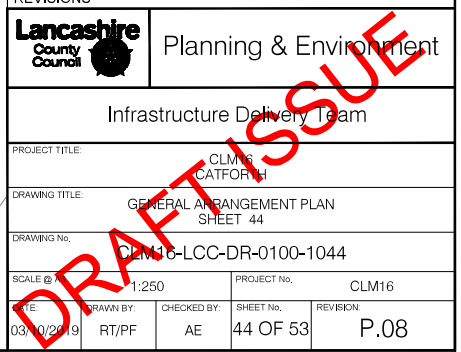 REVISIONS
Lancashire
County
Council
Planning & Environment
Infrastructure Delivery Team
PROJECT TITLE:
CLM16
CATFORTH
DRAWING TITLE:
GENERAL ARRANGEMENT PLAN
SHEET 44
DRAWING No.
CLM16-LCC-DR-0100-1044
SCALE @ A3
1:250
PROJECT No.
CLM16
DATE:
03/10/2019
DRAWN BY:
RT/PF
CHECKED BY:
AE
SHEET No.
44 OF 53
REVISION:
P.08
DRAFT ISSUE